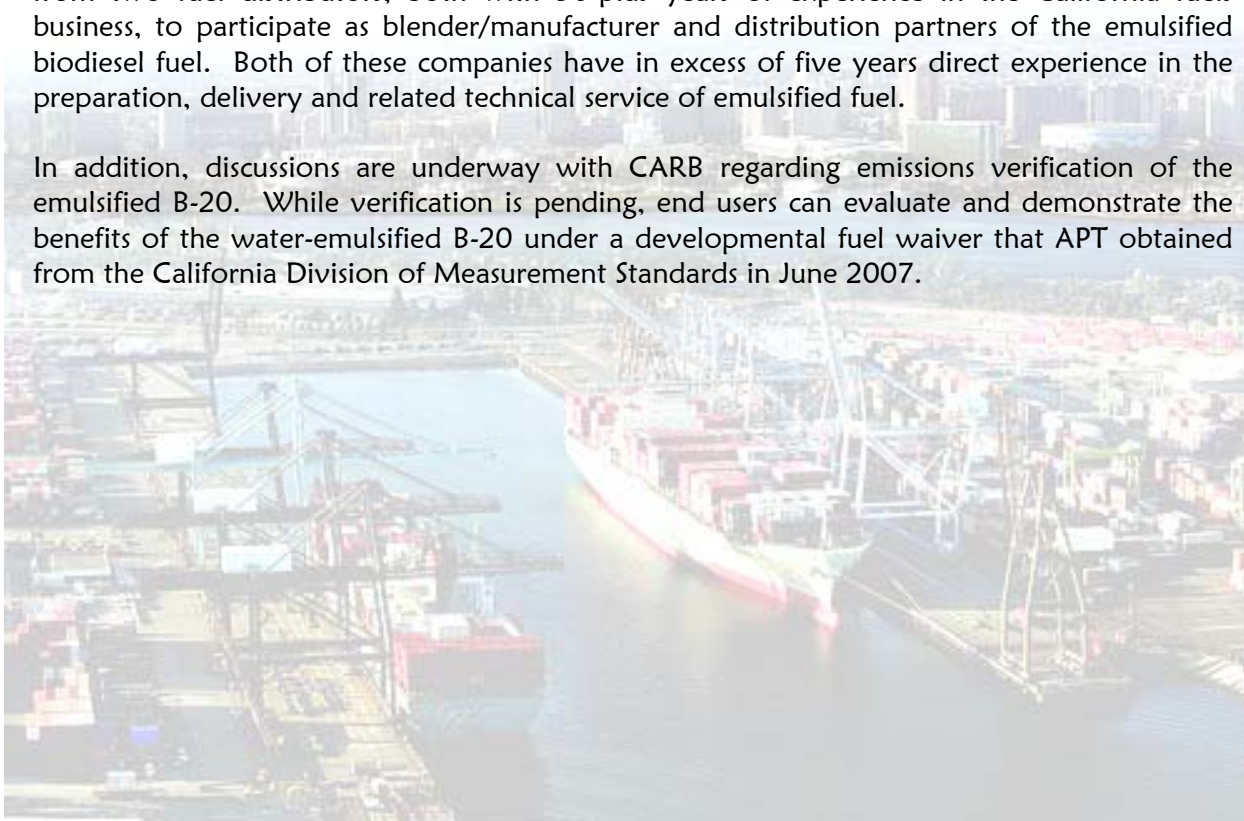 business, to participate as blender/manufacturer and distribution partners of the emulsified
biodiesel fuel. Both of these companies have in excess of five years direct experience in the
preparation, delivery and related technical service of emulsified fuel.
In addition, discussions are underway with CARB regarding emissions verification of the
emulsified B-20. While verification is pending, end users can evaluate and demonstrate the
benefits of the water-emulsified B-20 under a developmental fuel waiver that APT obtained
from the California Division of Measurement Standards in June 2007.